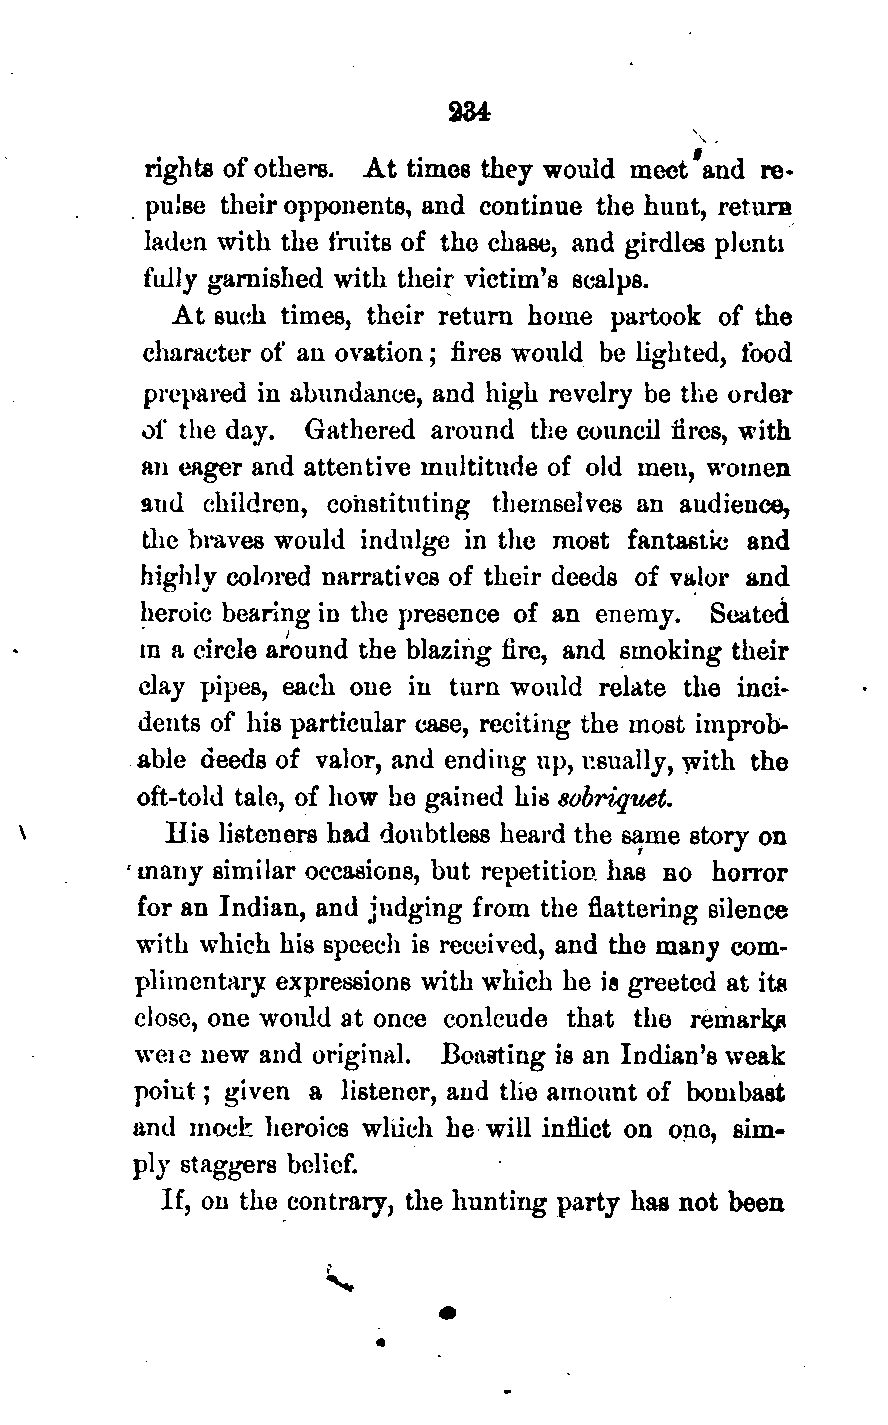 234
rights of others. At times they would meet and re-
pulse their opponents, and continue the hunt, return
laden with the fruits of the chase, and girdles plenti
fully garnished with their victim's scalps.
At such times, their return home partook of the
character of an ovation; fires would be lighted, food
prepared in abundance, and high revelry be the order
of the day. Gathered around the council fires, with
an eager and attentive multitude of old men, women
and children, constituting themselves an audience,
the braves would indulge in the most fantastic and
highly colored narratives of their deeds of valor and
heroic bearing in the presence of an enemy. Seated
in a circle around the blazing fire, and smoking their
clay pipes, each one in turn would relate the inci-
dents of his particular case, reciting the most improb-
able deeds of valor, and ending up, usually, with the
oft-told tale, of how he gained his sobriquet.
His listeners had doubtless heard the same story on
many similar occasions, but repetition has no horror
for an Indian, and judging from the flattering silence
with which his speech is received, and the many com-
plimentary expressions with which he is greeted at its
close, one would at once conlcude that the remarks
were new and original. Boasting is an Indian's weak
point; given a listener, and the amount of bombast
and mock heroics which he will inflict on one, sim-
ply staggers belief.
If, on the contrary, the hunting party has not been